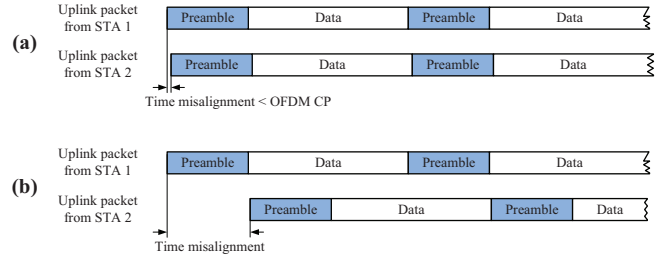 (a)
Uplink packet
from STA 1
Preamble Data Preamble Data
Uplink packet
from STA 2
Preamble Data Preamble Data
Time misalignment < OFDM CP
(b)
Uplink packet
from STA 1
Preamble Data Preamble Data
Uplink packet
from STA 2
Preamble Data Preamble Data
Time misalignment